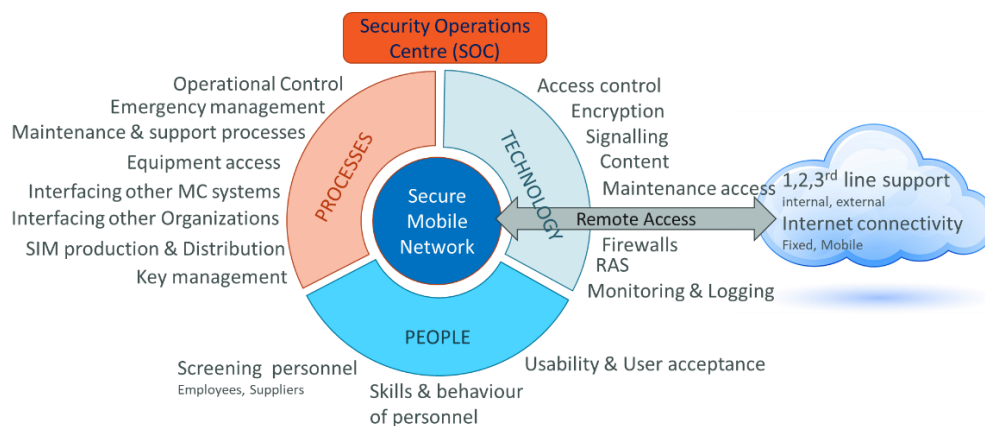 Security Operations
Centre (SOC)
Operational Control
Emergency management
Maintenance & support processes
Equipment access
Interfacing other MC systems
Interfacing other Organizations
SIM production & Distribution
Key management
PROCESSES
TECHNOLOGY
Secure
Mobile
Network
PEOPLE
Access control
Encryption
Signalling
Content
Maintenance access
Remote Access
Firewalls
RAS
Monitoring & Logging
1,2,3rd line support
internal, external
Internet connectivity
Fixed, Mobile
Screening personnel
Employees, Suppliers
Skills & behaviour
of personnel
Usability & User acceptance